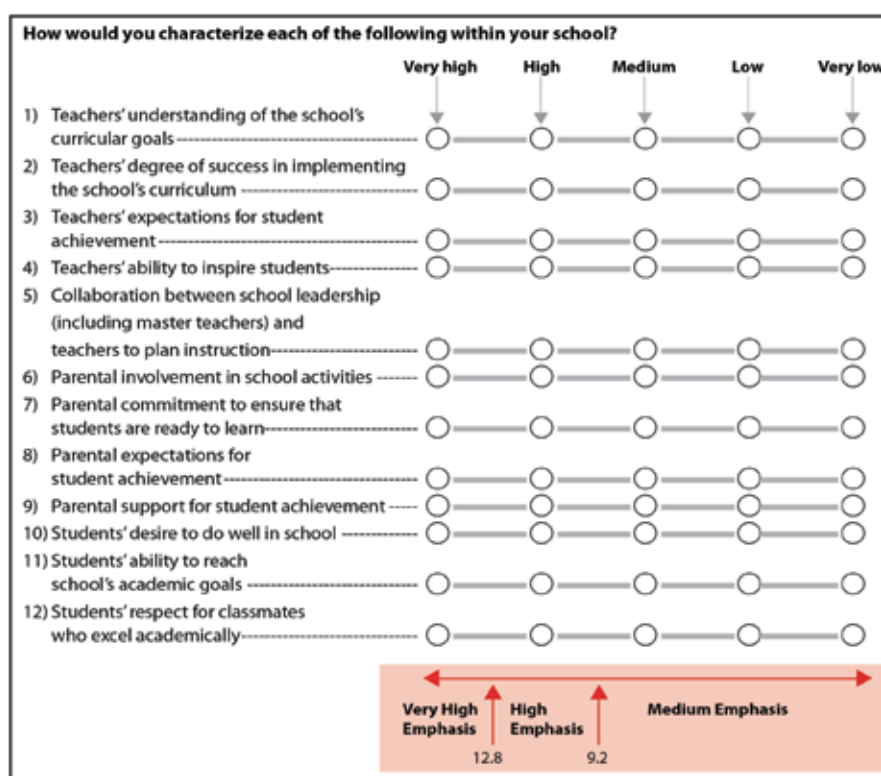 How would you characterize each of the following within your school?
Very high High Medium Low Very low
1) Teachers' understanding of the school's
curricular goals
2) Teachers' degree of success in implementing
the school's curriculum
3) Teachers' expectations for student
achievement
4) Teachers' ability to inspire students
5) Collaboration between school leadership
(including master teachers) and
teachers to plan instruction
6) Parental involvement in school activities
7) Parental commitment to ensure that
students are ready to learn
8) Parental expectations for
student achievement
9) Parental support for student achievement
10) Students' desire to do well in school
11) Students' ability to reach
school's academic goals
12) Students' respect for classmates
who excel academically
Very High High Medium Emphasis
Emphasis Emphasis
12.8 9.2